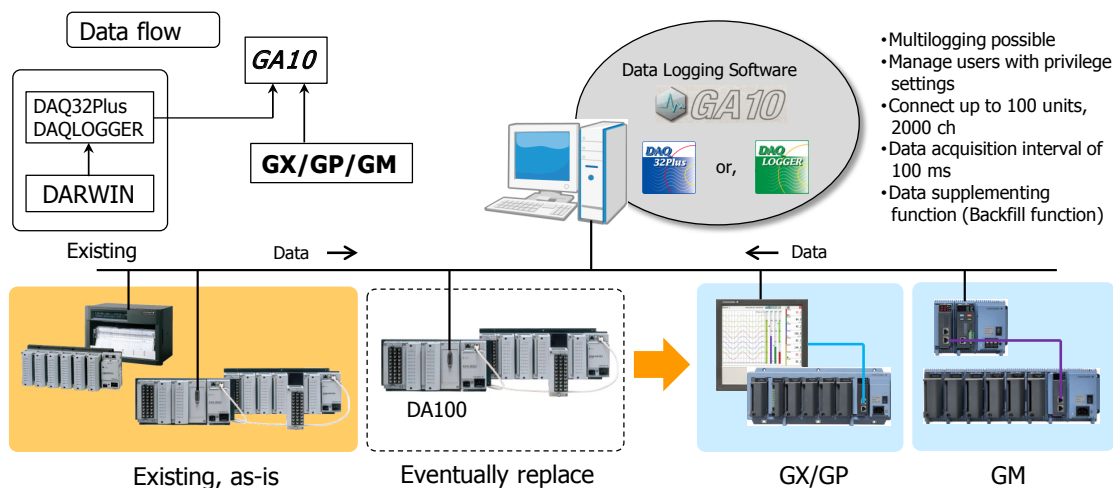 Data flow
GA10
DAQ32Plus
DAQLOGGER
GX/GP/GM
DARWIN
Existing
Data Logging Software
GA10
DAQ
32Plus
or,
DAQ
LOGGER
•Multilogging possible
•Manage users with privilege
settings
•Connect up to 100 units,
2000 ch
•Data acquisition interval of
100 ms
•Data supplementing
function (Backfill function)
Data
Data
DA100
Existing, as-is
Eventually replace
GX/GP
GM